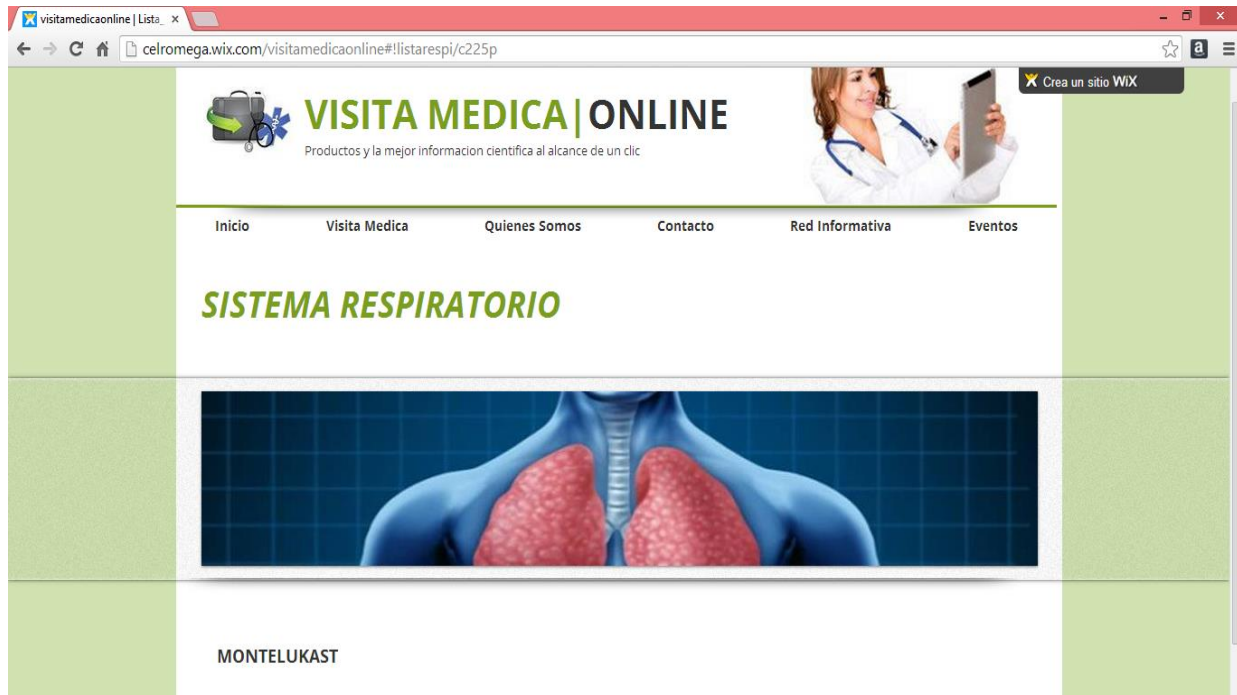 visitamedicaonline | Lista_
celromega.wix.com/visitamedicaonline#!listarespi/c225p
Crea un sitio WiX
VISITA MEDICA|ONLINE
Productos y la mejor informacion cientifica al alcance de un clic
Inicio Visita Medica Quienes Somos Contacto Red Informativa Eventos
SISTEMA RESPIRATORIO
MONTELUKAST